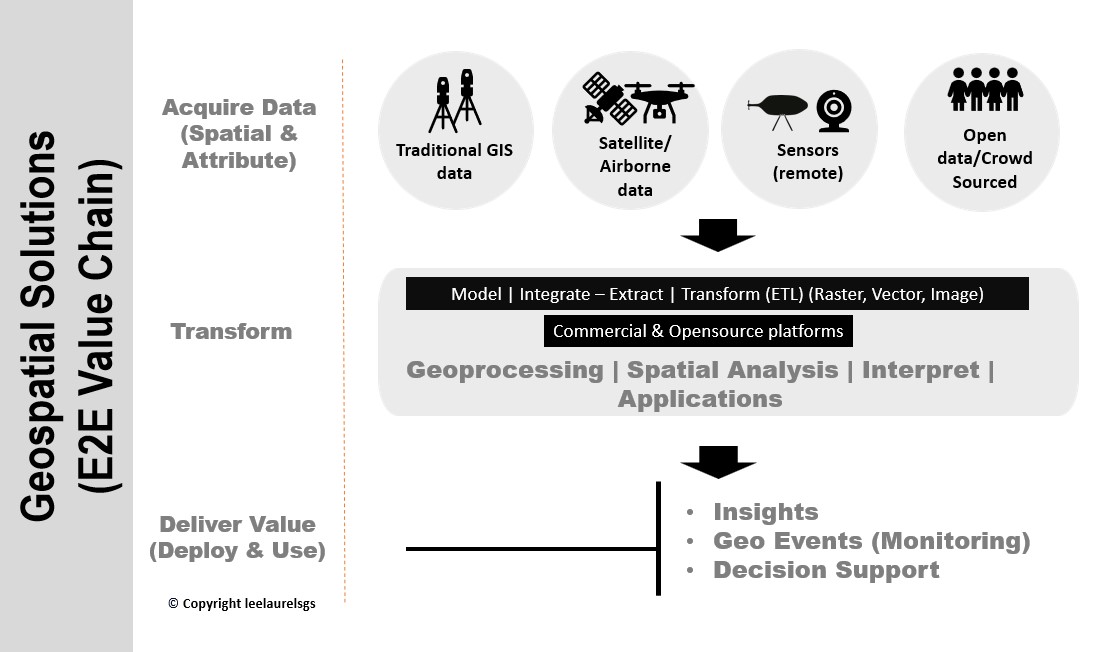 Geospatial Solutions
(E2E Value Chain)
Acquire Data
(Spatial &
Attribute)
Traditional GIS
data
Satellite/
Airborne
data
Sensors
(remote)
Open
data/Crowd
Sourced
Transform
Model | Integrate – Extract | Transform (ETL) (Raster, Vector, Image)
Commercial & Opensource platforms
Geoprocessing | Spatial Analysis | Interpret |
Applications
Deliver Value
(Deploy & Use)
• Insights
• Geo Events (Monitoring)
• Decision Support
© Copyright leelaurelsgs